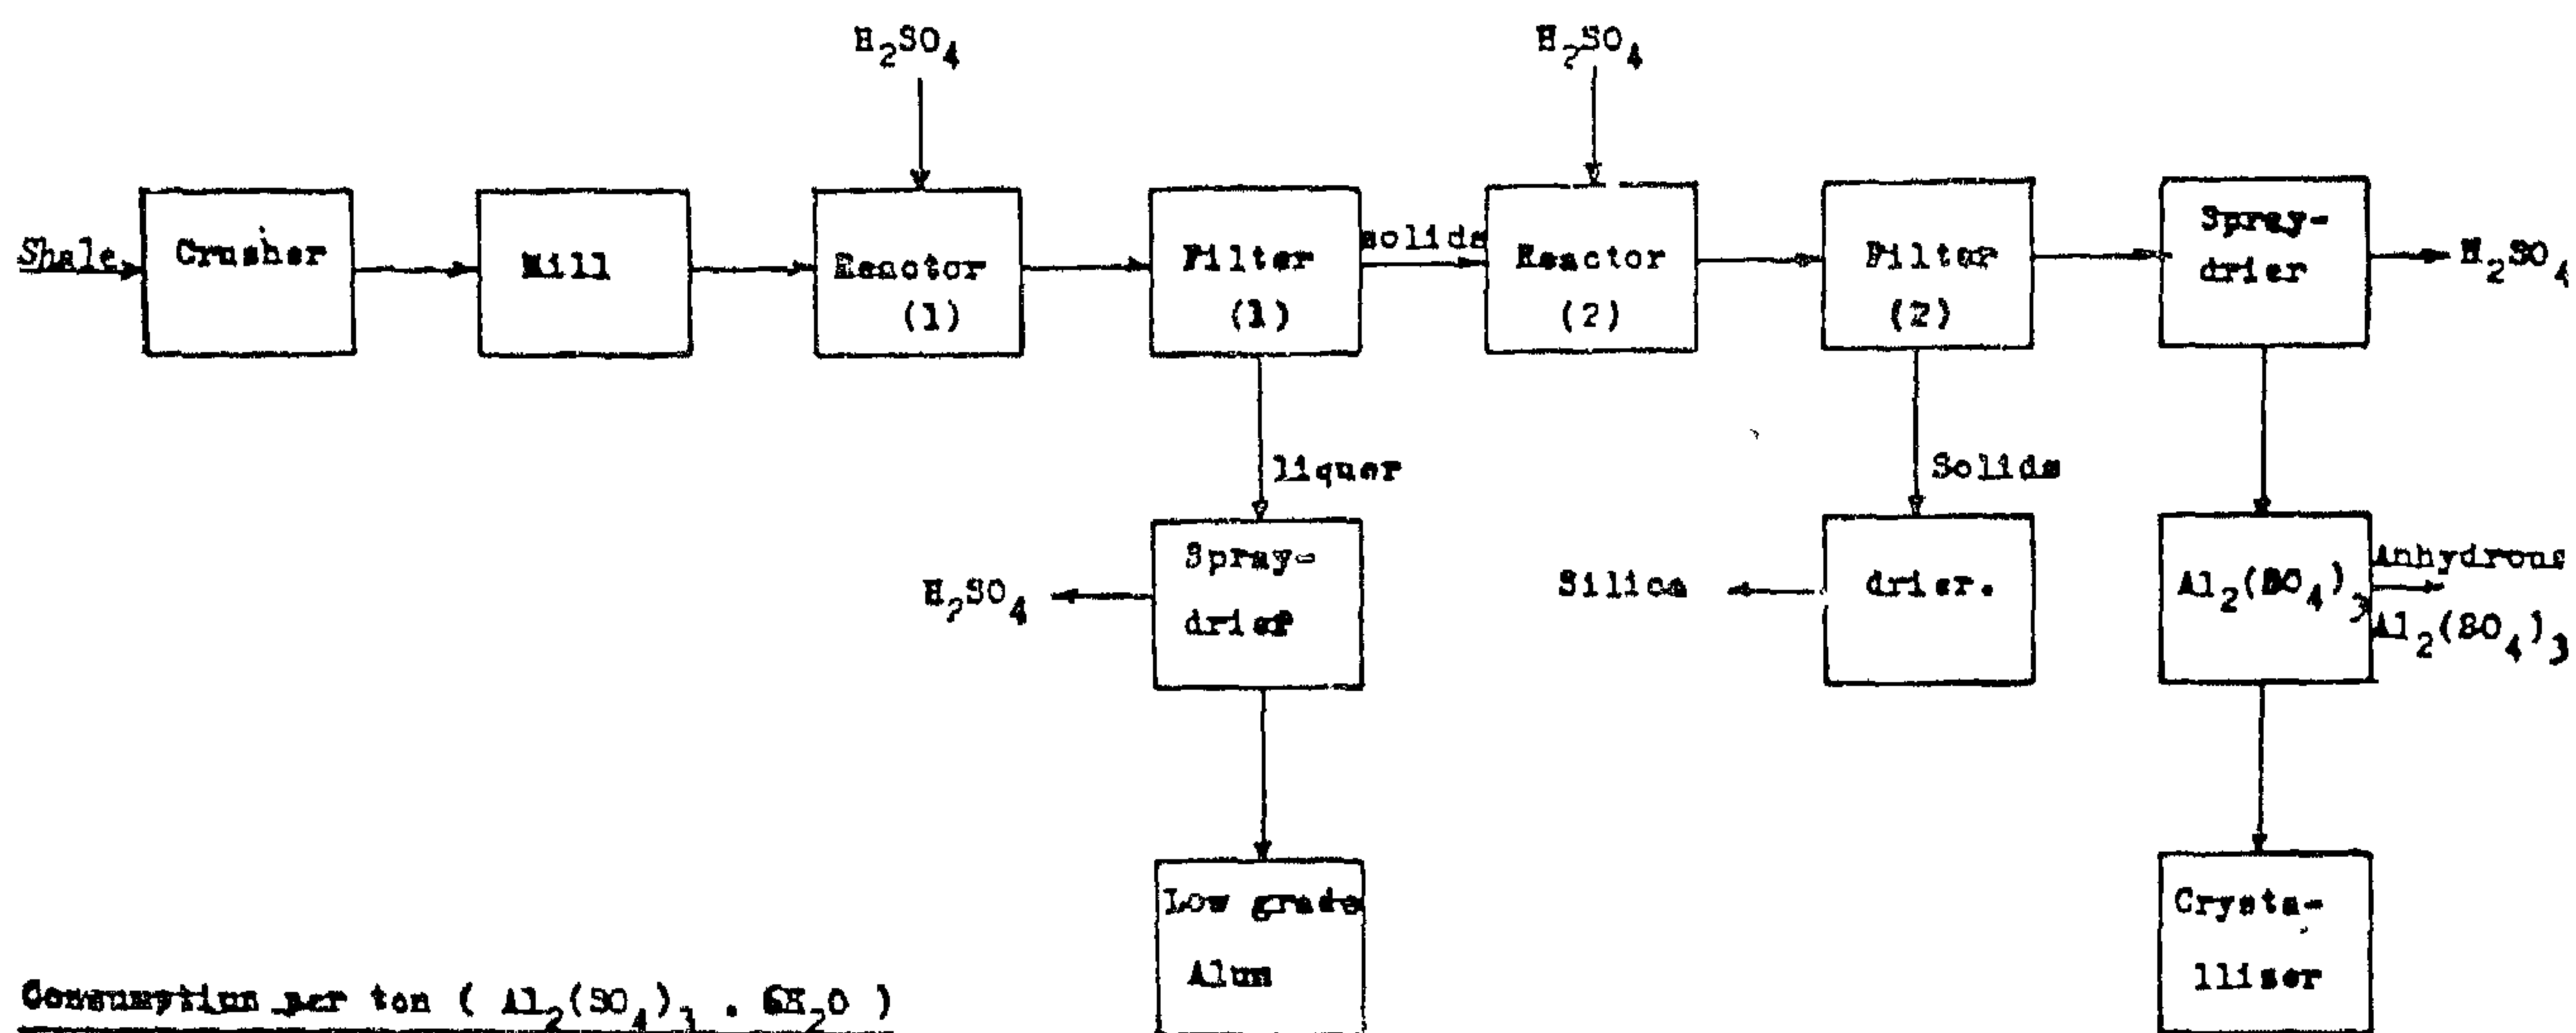 H2SO4
H2SO4
Shale
Crusher
Mill
Reactor
(1)
Filter
(1)
solids
Reactor
(2)
Filter
(2)
Spray-
drier
H2SO4
liquer
Solids
H2SO4
Spray-
drier
Silica
drier.
Al2(SO4)3
Anhydrous
Al2(SO4)3
Low grade
Alum
Crysta-
lliser
Consumption per ton ( Al2(SO4)3 . 6H2O )